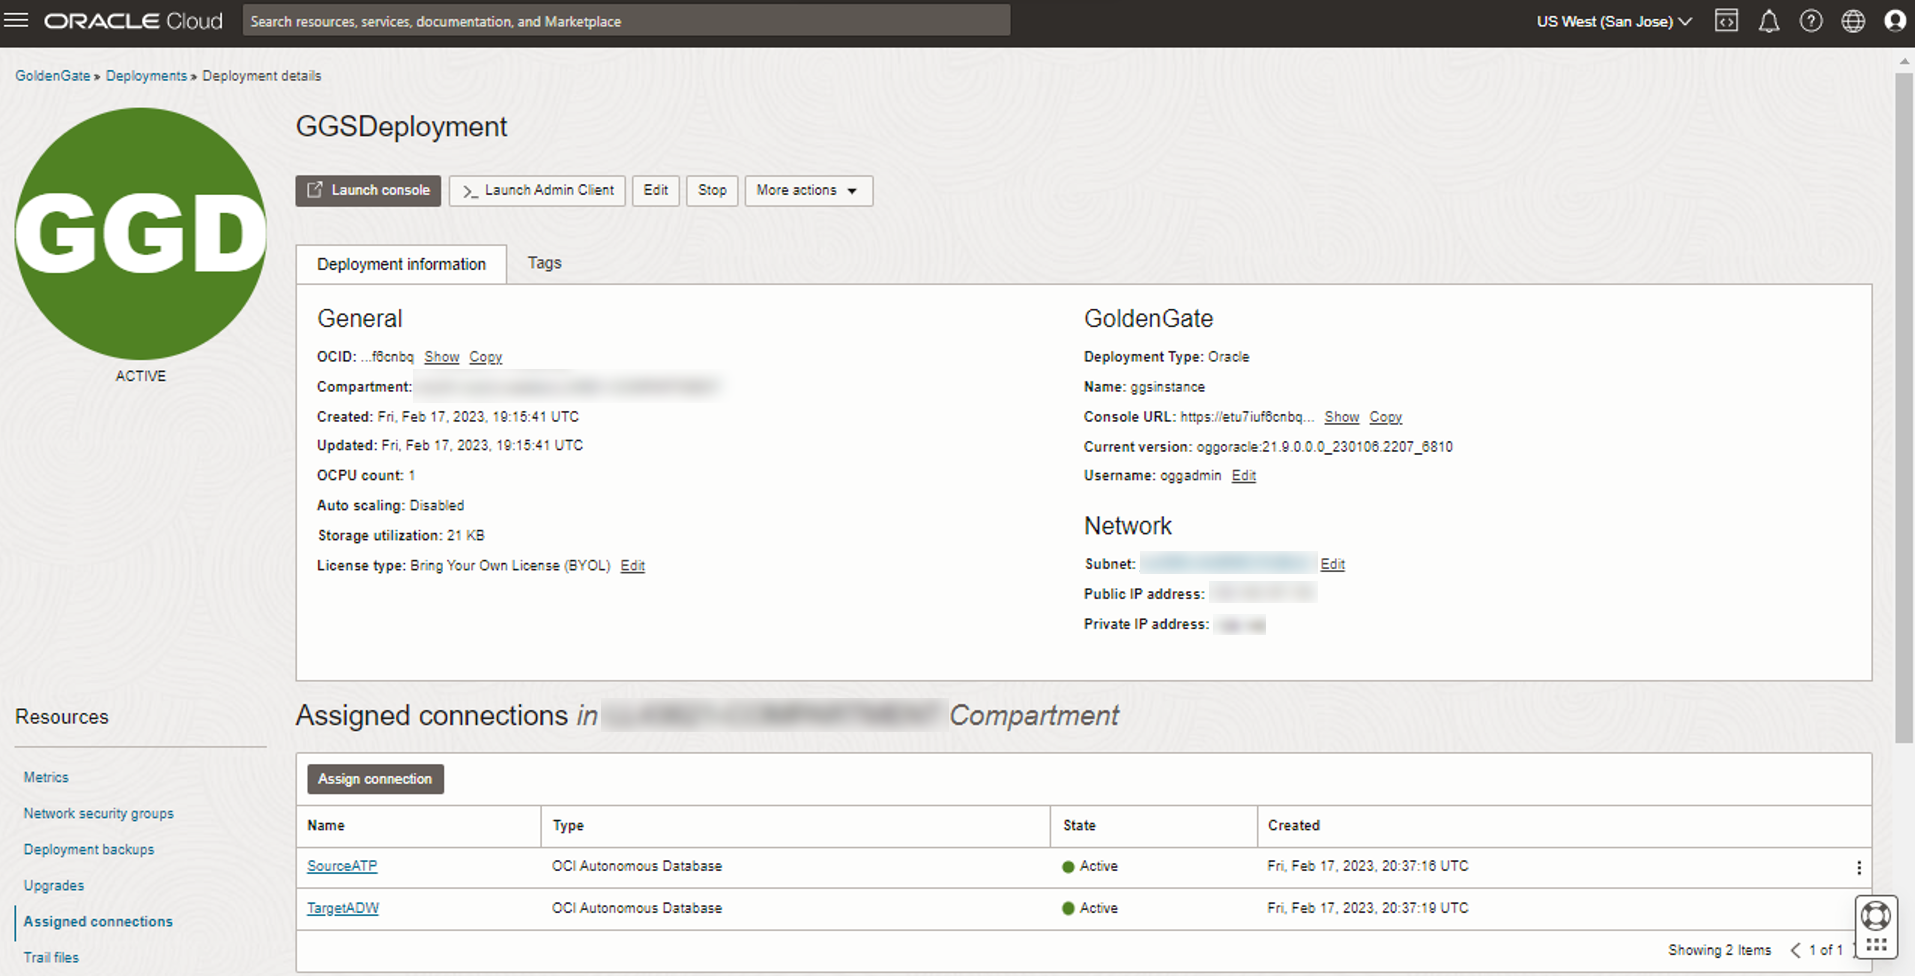 ORACLE Cloud
Search resources, services, documentation, and Marketplace
US West (San Jose)
GoldenGate » Deployments » Deployment details
GGD
ACTIVE
GGSDeployment
Launch console
Launch Admin Client
Edit
Stop
More actions
Deployment information
Tags
General
OCID: ...f6cnbq Show Copy
Compartment:
Created: Fri, Feb 17, 2023, 19:15:41 UTC
Updated: Fri, Feb 17, 2023, 19:15:41 UTC
OCPU count: 1
Auto scaling: Disabled
Storage utilization: 21 KB
License type: Bring Your Own License (BYOL) Edit
GoldenGate
Deployment Type: Oracle
Name: ggsinstance
Console URL: https://etu7iuf6cnbq... Show Copy
Current version: oggoracle:21.9.0.0.0_230106.2207_6810
Username: oggadmin Edit
Network
Subnet: Edit
Public IP address:
Private IP address:
Resources
Metrics
Network security groups
Deployment backups
Upgrades
Assigned connections
Trail files
Assigned connections in Compartment
Assign connection
Name Type State Created
SourceATP OCI Autonomous Database Active Fri, Feb 17, 2023, 20:37:16 UTC
TargetADW OCI Autonomous Database Active Fri, Feb 17, 2023, 20:37:19 UTC
Showing 2 Items < 1 of 1